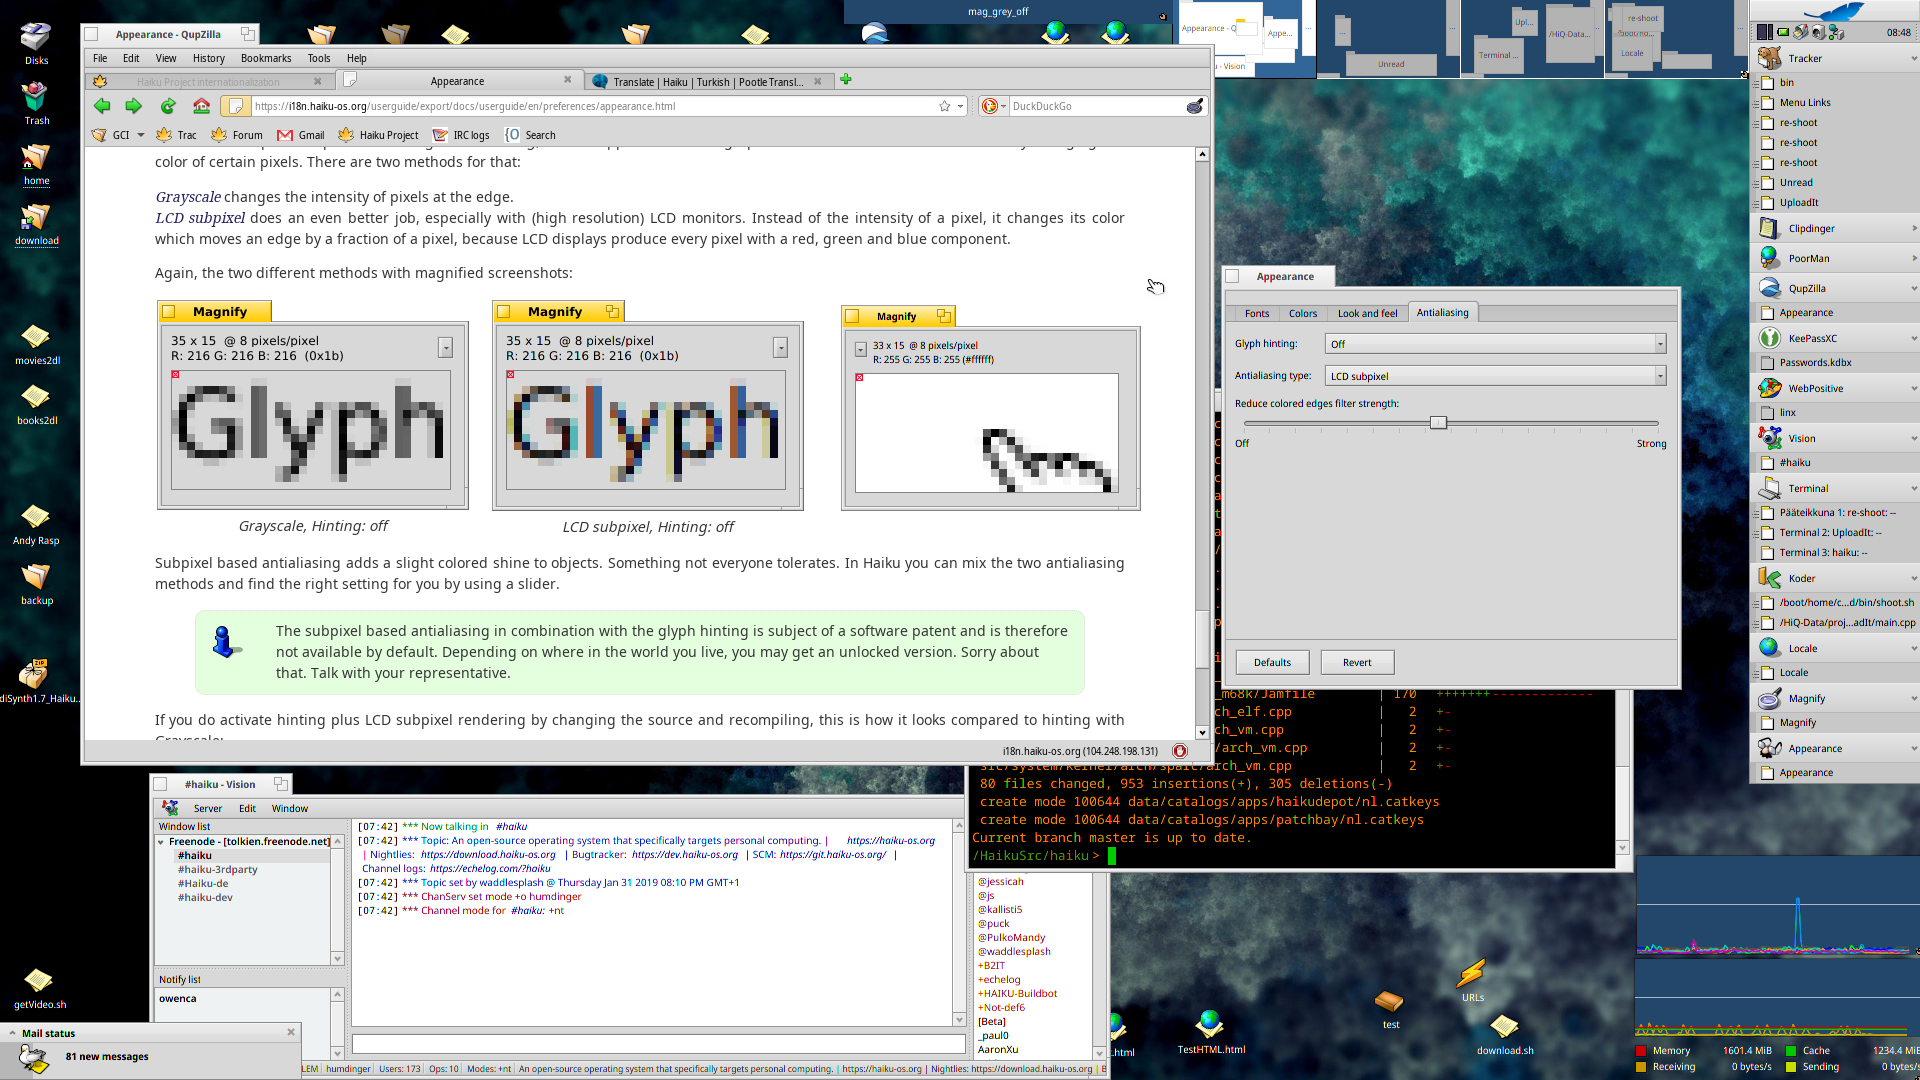 mag_grey_off
Appearance - QupZilla
File Edit View History Bookmarks Tools Help
Haiku Project internationalization
Appearance
Translate | Haiku | Turkish | Pootle Transl...
https://i18n.haiku-os.org/userguide/export/docs/userguide/en/preferences/appearance.html
DuckDuckGo
GCI Trac Forum Gmail Haiku Project IRC logs Search
color of certain pixels. There are two methods for that:
Grayscale changes the intensity of pixels at the edge.
LCD subpixel does an even better job, especially with (high resolution) LCD monitors. Instead of the intensity of a pixel, it changes its color
which moves an edge by a fraction of a pixel, because LCD displays produce every pixel with a red, green and blue component.
Again, the two different methods with magnified screenshots:
Magnify
35 x 15 @ 8 pixels/pixel
R: 216 G: 216 B: 216 (0x1b)
Glyph
Grayscale, Hinting: off
Magnify
35 x 15 @ 8 pixels/pixel
R: 216 G: 216 B: 216 (0x1b)
Glyph
LCD subpixel, Hinting: off
Magnify
33 x 15 @ 8 pixels/pixel
R: 255 G: 255 B: 255 (#ffffff)
Subpixel based antialiasing adds a slight colored shine to objects. Something not everyone tolerates. In Haiku you can mix the two antialiasing
methods and find the right setting for you by using a slider.
The subpixel based antialiasing in combination with the glyph hinting is subject of a software patent and is therefore
not available by default. Depending on where in the world you live, you may get an unlocked version. Sorry about
that. Talk with your representative.
If you do activate hinting plus LCD subpixel rendering by changing the source and recompiling, this is how it looks compared to hinting with
Grayscale:
i18n.haiku-os.org (104.248.198.131)
Disks
Trash
home
download
movies2dl
books2dl
Andy Rasp
backup
diSynth1.7_Haiku...
getVideo.sh
Mail status
81 new messages
#haiku - Vision
Server Edit Window
Window list
Freenode - [tolkien.freenode.net]
#haiku
#haiku-3rdparty
#Haiku-de
#haiku-dev
Notify list
owenca
[07:42] *** Now talking in #haiku
[07:42] *** Topic: An open-source operating system that specifically targets personal computing. | https://haiku-os.org
| Nightlies: https://download.haiku-os.org | Bugtracker: https://dev.haiku-os.org | SCM: https://git.haiku-os.org/ |
Channel logs: https://echelog.com/?haiku
[07:42] *** Topic set by waddlesplash @ Thursday Jan 31 2019 08:10 PM GMT+1
[07:42] *** ChanServ set mode +o humdinger
[07:42] *** Channel mode for #haiku: +nt
@jessicah
@js
@kallisti5
@puck
@PulkoMandy
@waddlesplash
+B2IT
+echelog
+HAIKU-Buildbot
+Not-def6
[Beta]
_paul0
AaronXu
LEM humdinger Users: 173 Ops: 10 Modes: +nt An open-source operating system that specifically targets personal computing. | https://haiku-os.org | Nightlies: https://download.haiku-os.org | B
_m68k/Jamfile | 170 +++++++-------------
ch_elf.cpp | 2 +-
ch_vm.cpp | 2 +-
/arch_vm.cpp | 2 +-
src/system/kernel/arch/sparc/arch_vm.cpp | 2 +-
80 files changed, 953 insertions(+), 305 deletions(-)
create mode 100644 data/catalogs/apps/haikudepot/nl.catkeys
create mode 100644 data/catalogs/apps/patchbay/nl.catkeys
Current branch master is up to date.
/HaikuSrc/haiku>
Appearance
Fonts Colors Look and feel Antialiasing
Glyph hinting: Off
Antialiasing type: LCD subpixel
Reduce colored edges filter strength:
Off Strong
Defaults Revert
Appearance - Q
Appe...
u - Vision
Unread
Upl...
Terminal ...
/HiQ-Data...
re-shoot
Locale
08:48
Tracker
bin
Menu Links
re-shoot
re-shoot
re-shoot
Unread
UploadIt
Clipdinger
PoorMan
QupZilla
Appearance
KeePassXC
Passwords.kdbx
WebPositive
linx
Vision
#haiku
Terminal
Pääteikkuna 1: re-shoot: --
Terminal 2: UploadIt: --
Terminal 3: haiku: --
Koder
/boot/home/c...d/bin/shoot.sh
/HiQ-Data/proj...adIt/main.cpp
Locale
Locale
Magnify
Magnify
Appearance
Appearance
.html
TestHTML.html
test
URLs
download.sh
Memory 1601.4 MiB Cache 1234.4 MiB
Receiving 0 bytes/s Sending 0 bytes/s